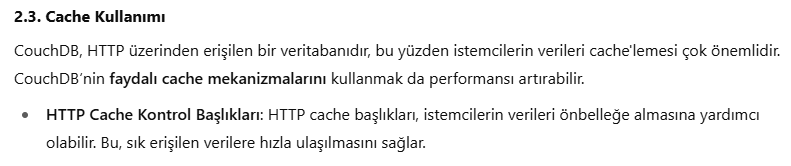 2.3. Cache Kullanımı
CouchDB, HTTP üzerinden erişilen bir veritabanıdır, bu yüzden istemcilerin verileri cache'lemesi çok önemlidir.
CouchDB'nin faydalı cache mekanizmalarını kullanmak da performansı artırabilir.
• HTTP Cache Kontrol Başlıkları: HTTP cache başlıkları, istemcilerin verileri önbelleğe almasına yardımcı
olabilir. Bu, sık erişilen verilere hızla ulaşılmasını sağlar.